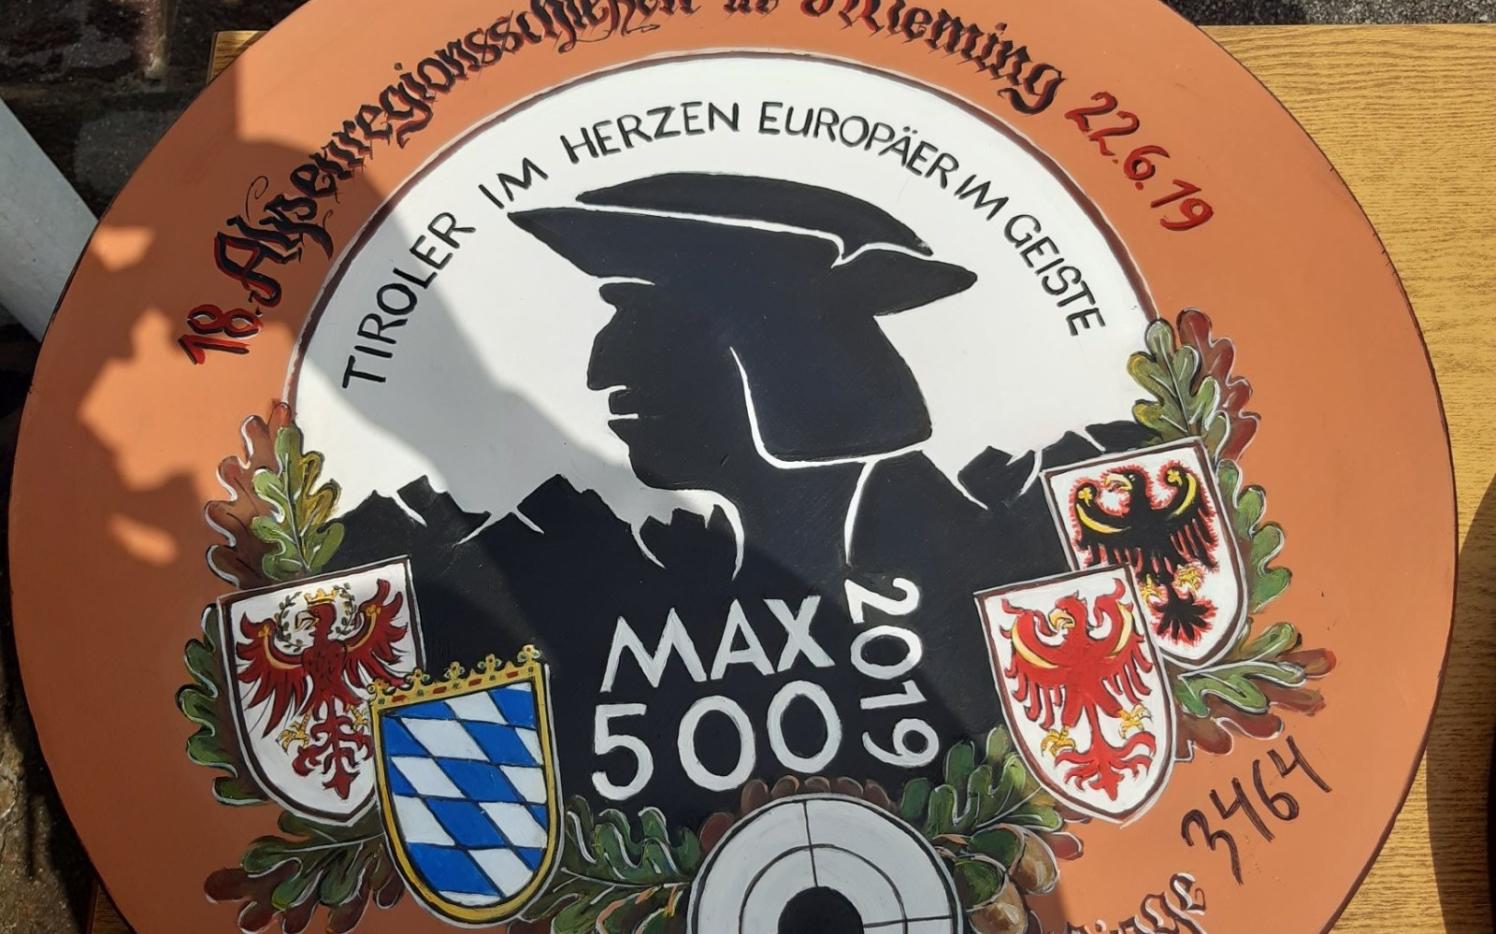 18. Alpenregionsschießen in Mieming 22.6.19
TIROLER IM HERZEN EUROPÄER IM GEISTE
MAX
500
2019
3464